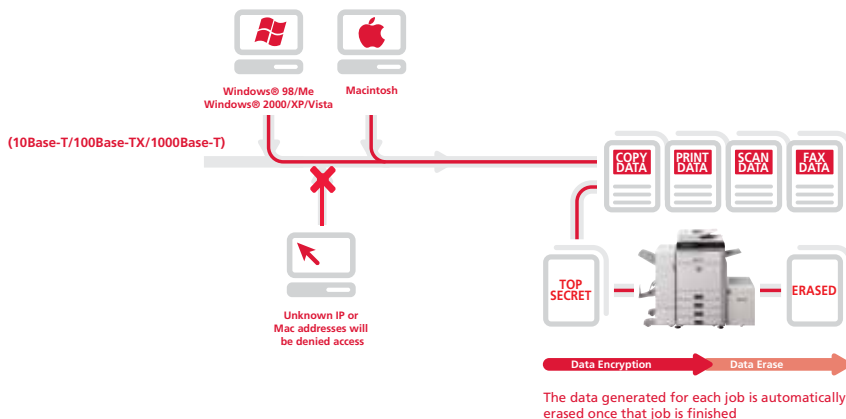 Windows® 98/Me
Windows® 2000/XP/Vista
Macintosh
(10Base-T/100Base-TX/1000Base-T)
COPY
DATA
PRINT
DATA
SCAN
DATA
FAX
DATA
TOP
SECRET
ERASED
Unknown IP or
Mac addresses will
be denied access
Data Encryption
Data Erase
The data generated for each job is automatically
erased once that job is finished